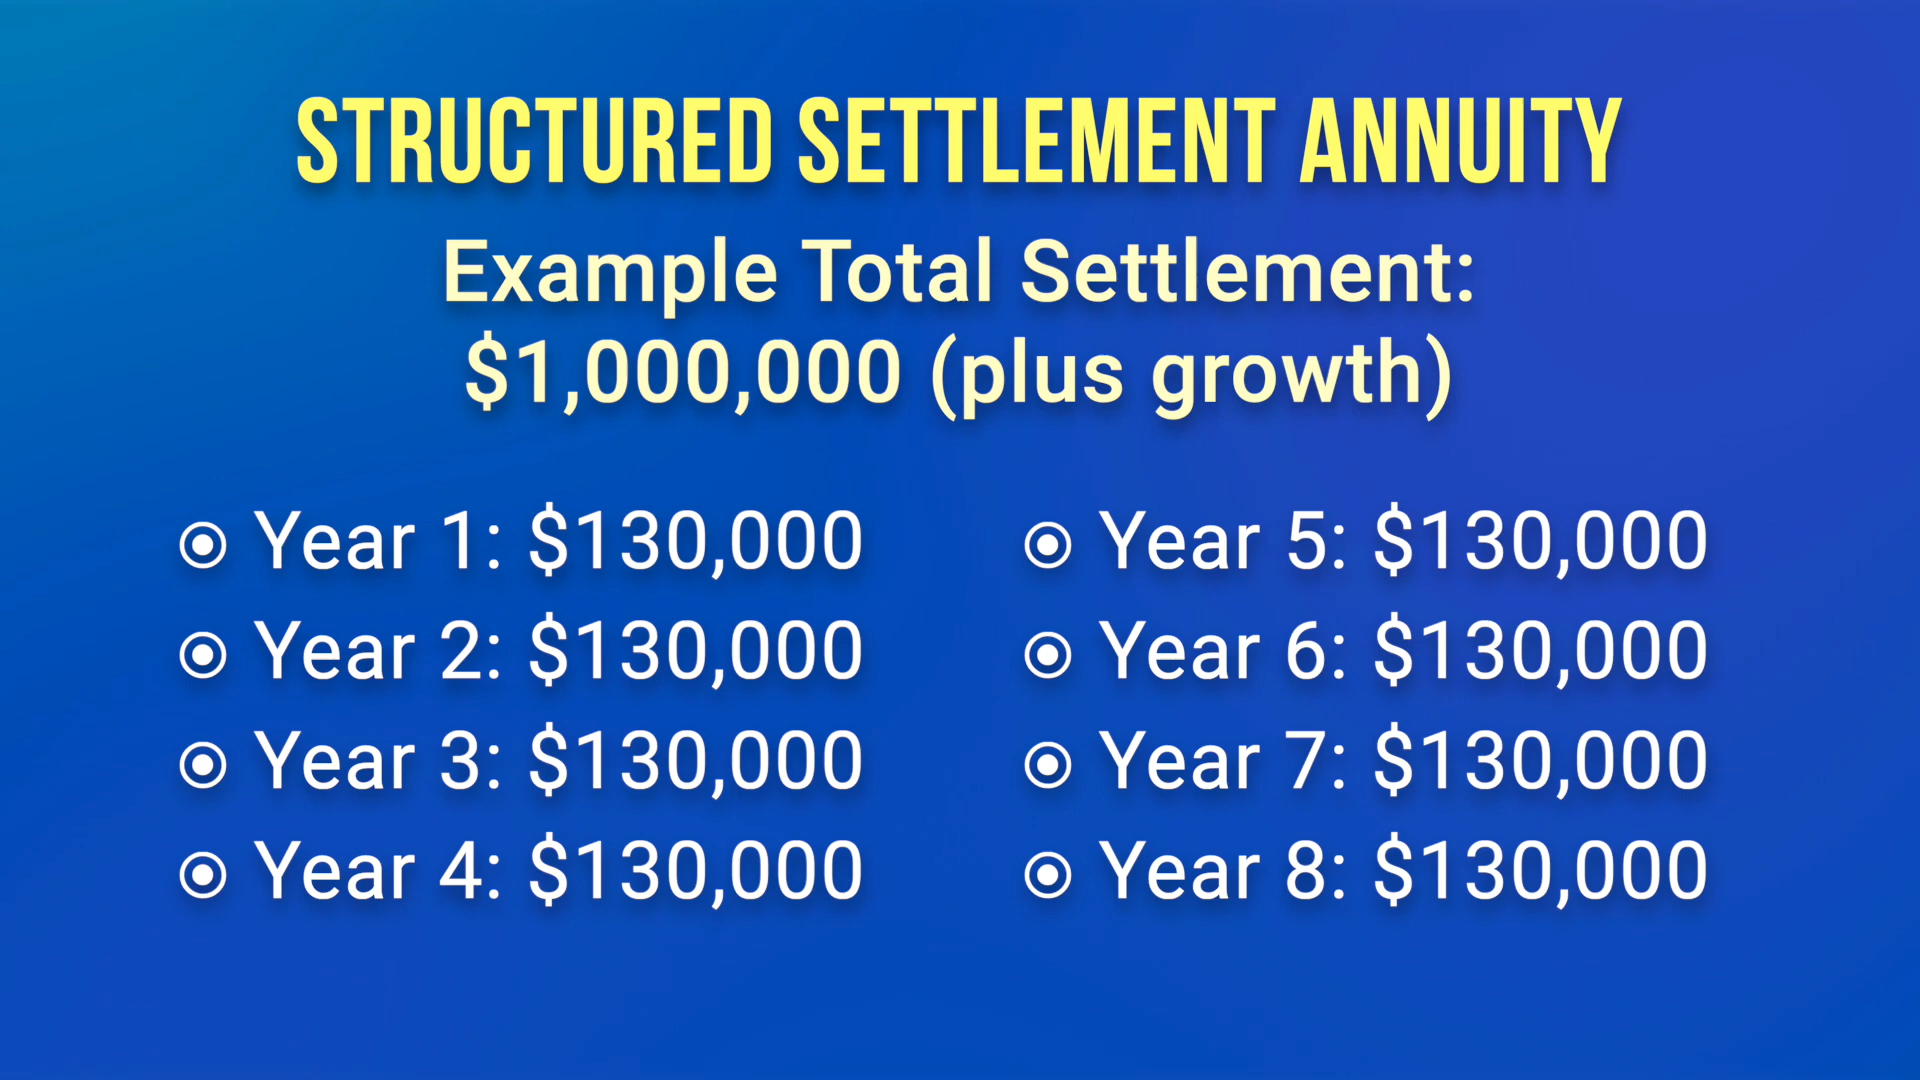 STRUCTURED SETTLEMENT ANNUITY
Example Total Settlement:
$1,000,000 (plus growth)
Year 1: $130,000
Year 2: $130,000
Year 3: $130,000
Year 4: $130,000
Year 5: $130,000
Year 6: $130,000
Year 7: $130,000
Year 8: $130,000